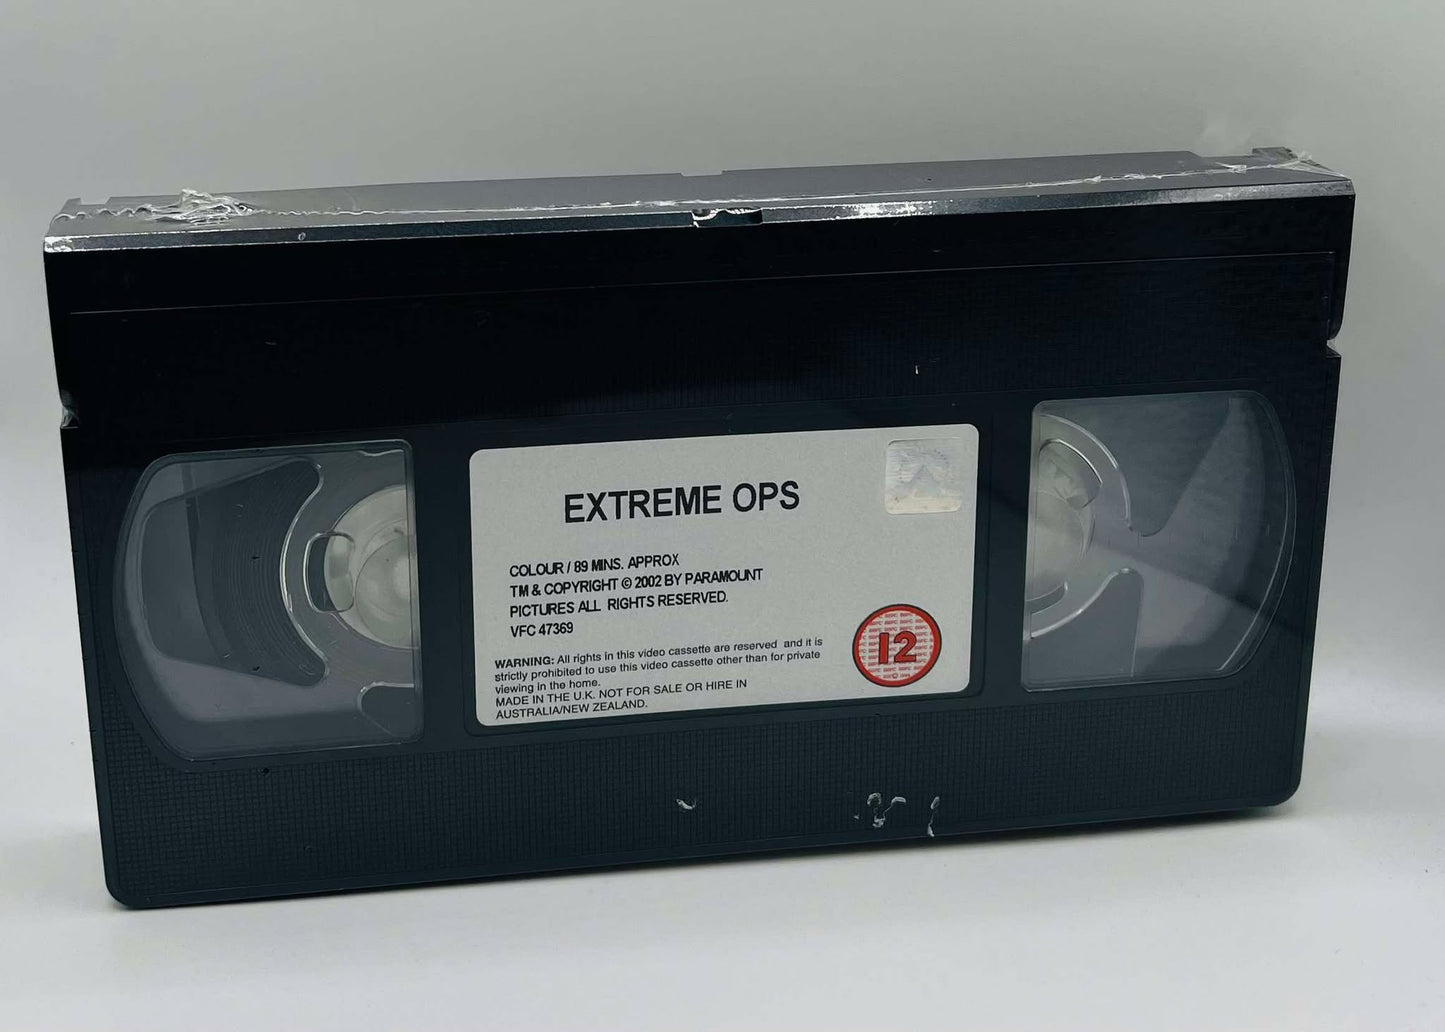 EXTREME OPS
COLOUR / 89 MINS. APPROX
TM & COPYRIGHT © 2002 BY PARAMOUNT
PICTURES ALL RIGHTS RESERVED.
VFC 47369
WARNING: All rights in this video cassette are reserved and it is
strictly prohibited to use this video cassette other than for private
viewing in the home.
MADE IN THE U.K. NOT FOR SALE OR HIRE IN
AUSTRALIA/NEW ZEALAND.
12